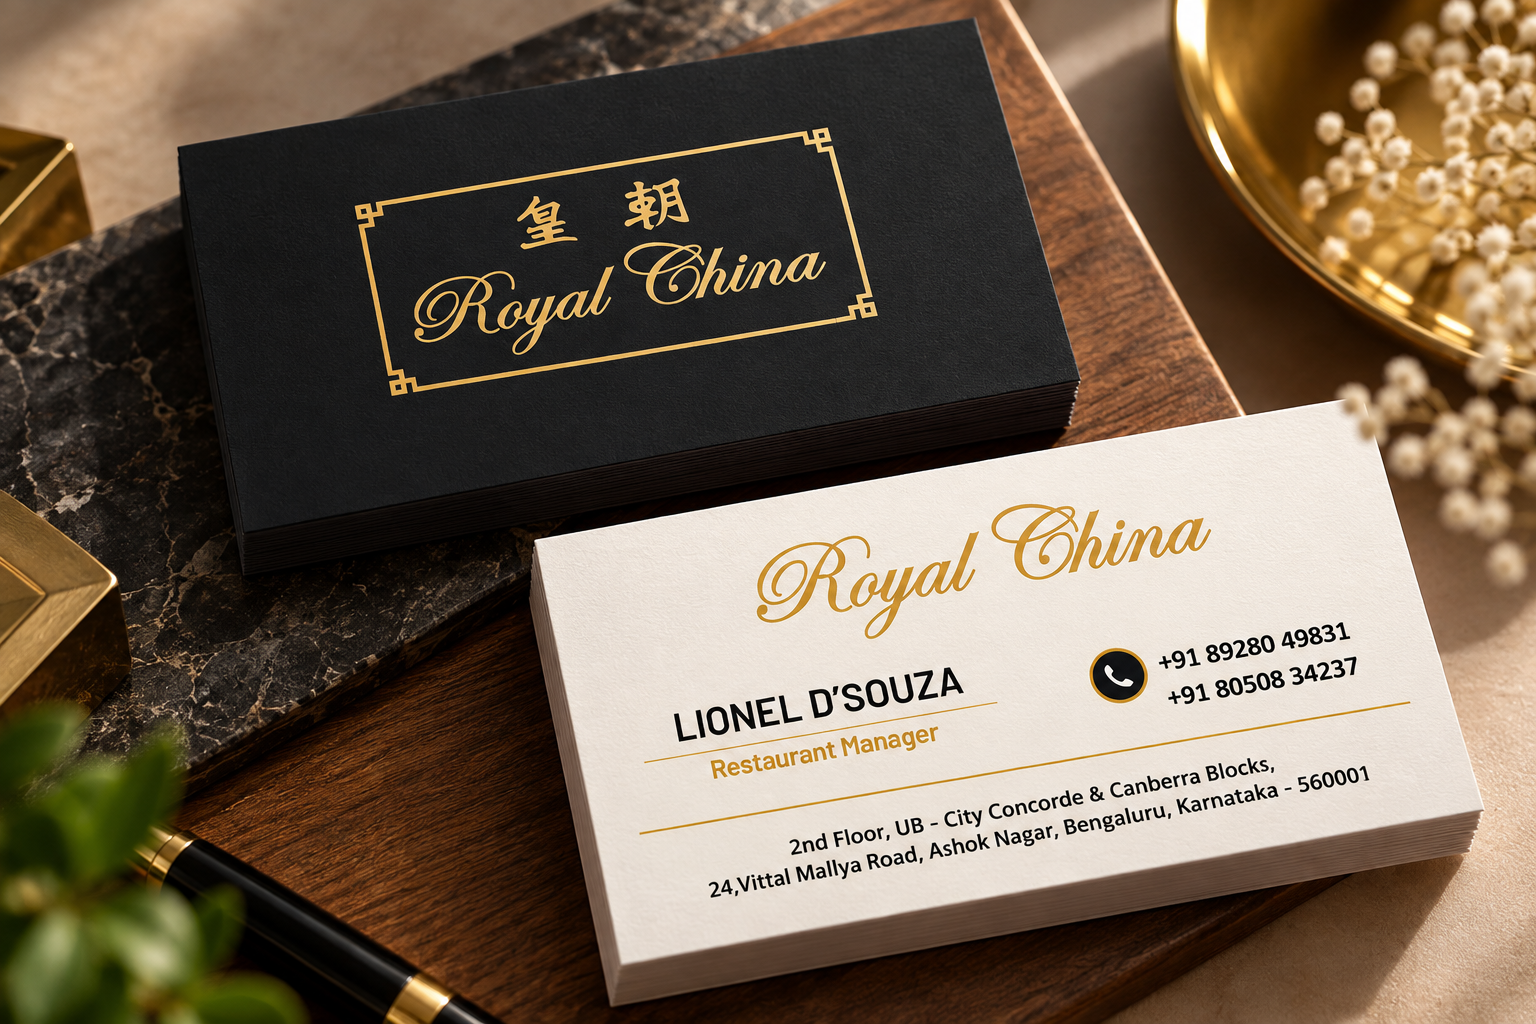 皇 朝
Royal China
Royal China
LIONEL D'SOUZA
Restaurant Manager
+91 89280 49831
+91 80508 34237
2nd Floor, UB - City Concorde & Canberra Blocks,
24,Vittal Mallya Road, Ashok Nagar, Bengaluru, Karnataka - 560001